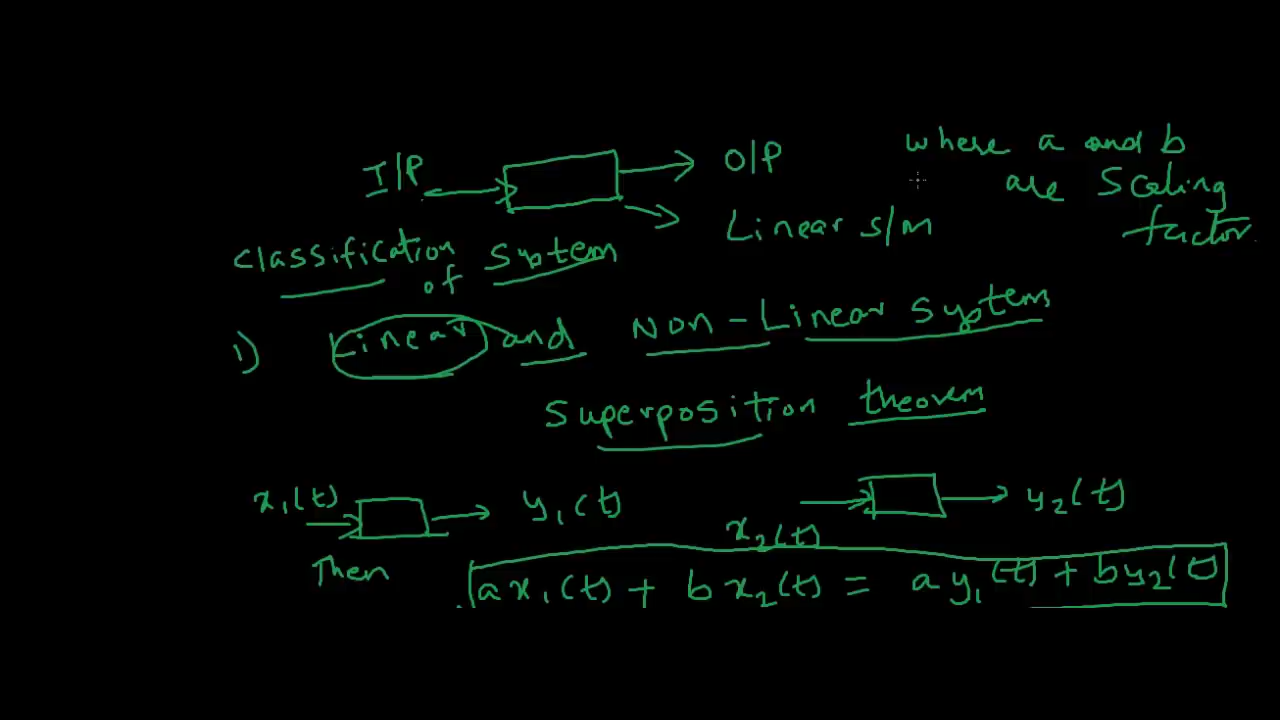 I/P
O/P
where a and b
are Scaling
factor.
Linear s/m
classification
of system
1) Linear and Non-Linear system
Superposition theorem
x₁(t)
y₁(t)
x₂(t)
y₂(t)
Then
ax₁(t) + bx₂(t) = ay₁(t) + by₂(t)